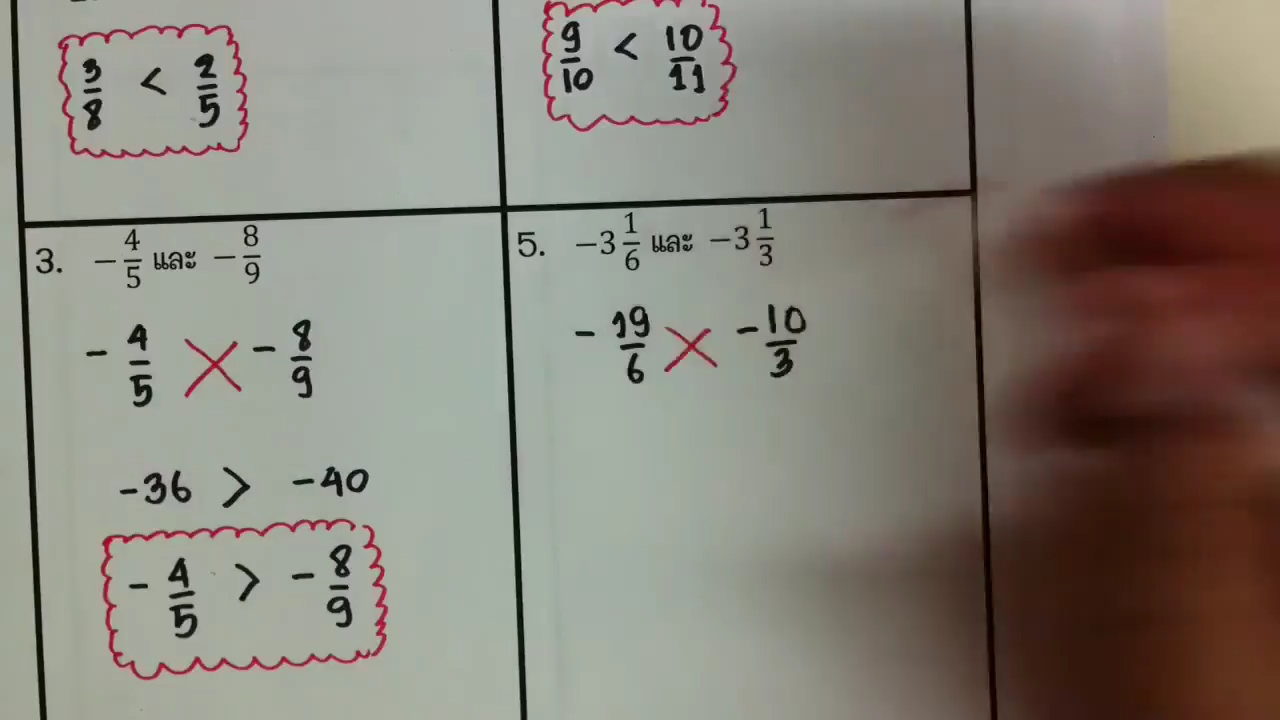 3/8 < 2/5
9/10 < 10/11
3. -4/5 และ -8/9
-4/5 -8/9
-36 > -40
-4/5 > -8/9
5. -3 1/6 และ -3 1/3
-19/6 -10/3